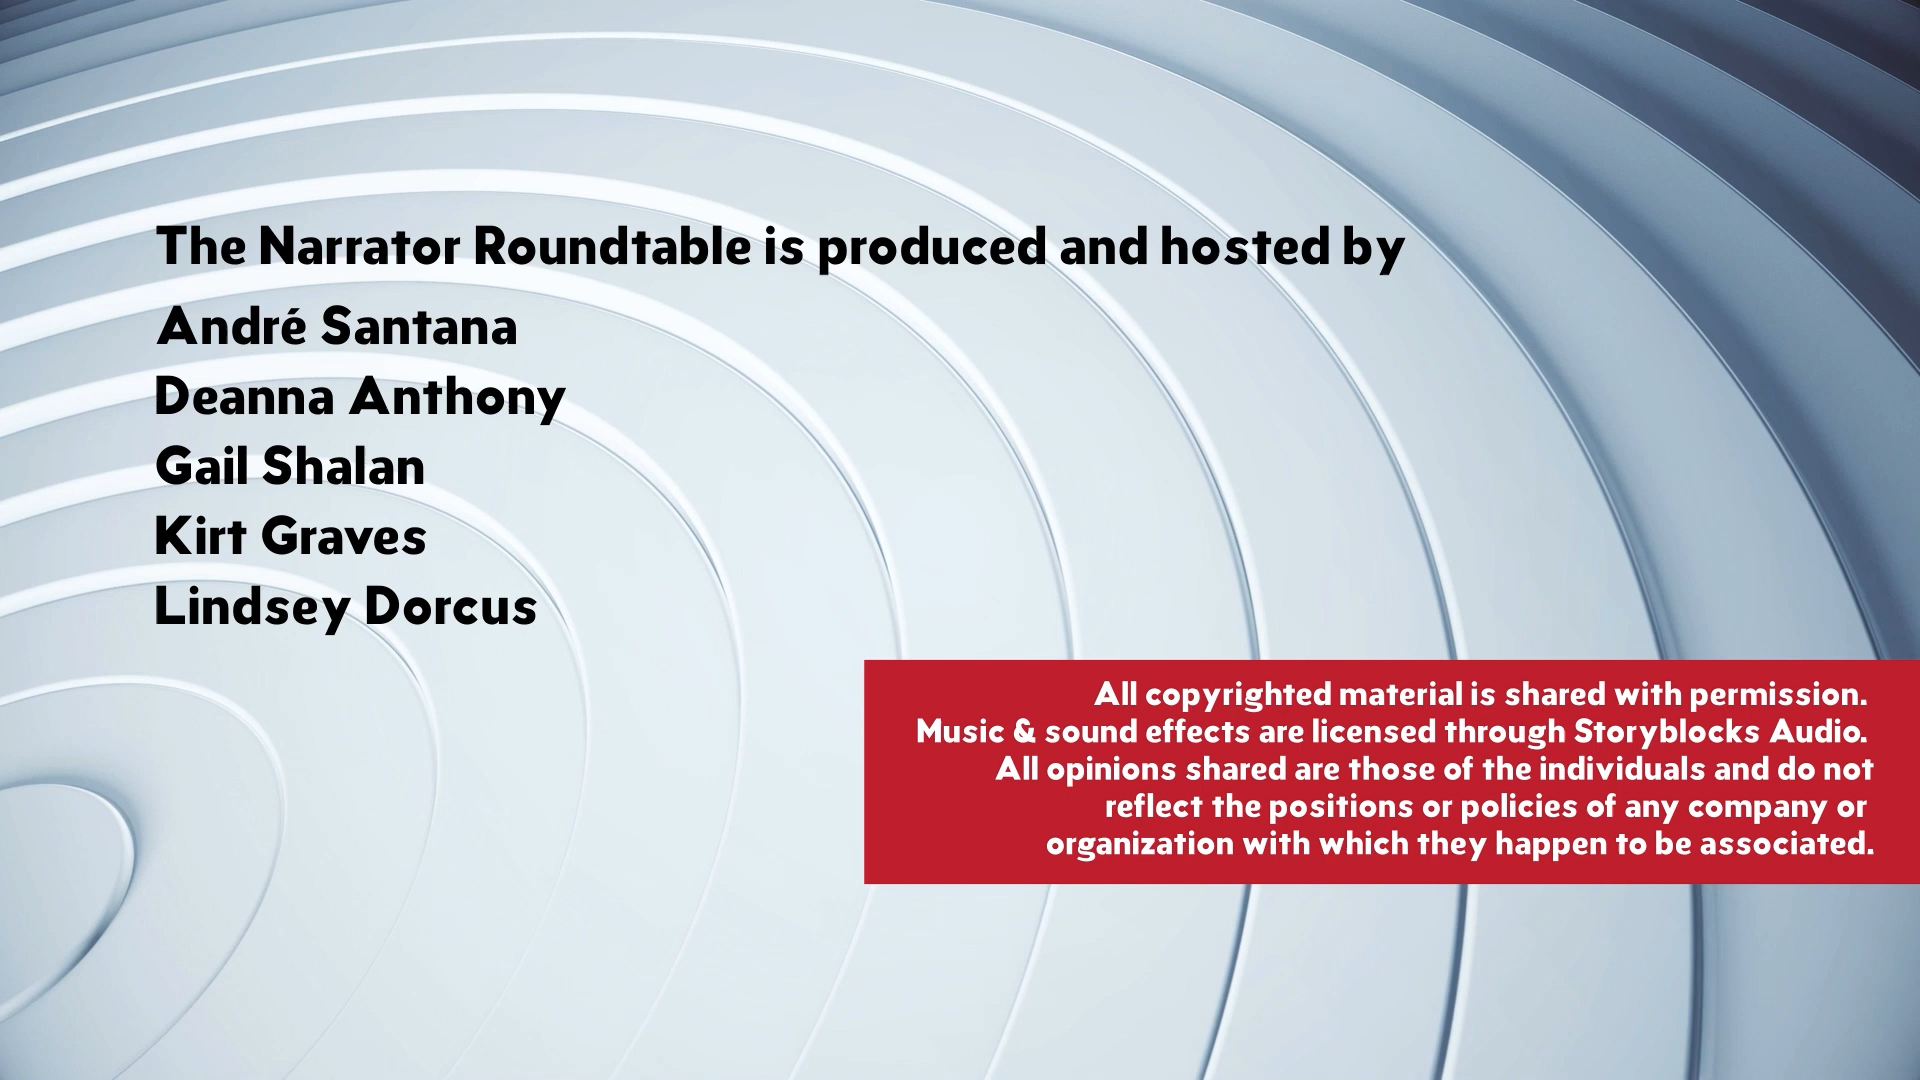 The Narrator Roundtable is produced and hosted by
André Santana
Deanna Anthony
Gail Shalan
Kirt Graves
Lindsey Dorcus
All copyrighted material is shared with permission.
Music & sound effects are licensed through Storyblocks Audio.
All opinions shared are those of the individuals and do not
reflect the positions or policies of any company or
organization with which they happen to be associated.